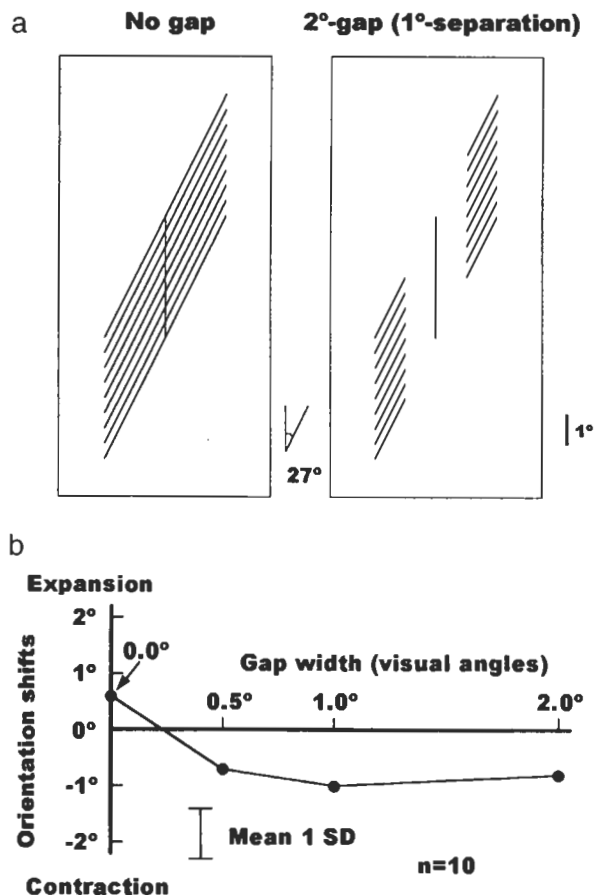 a
No gap
2°-gap (1°-separation)
27°
1°
b
Expansion
2°
1°
0°
-1°
-2°
Orientation shifts
0.0°
Gap width (visual angles)
0.5°
1.0°
2.0°
Mean 1 SD
n=10
Contraction